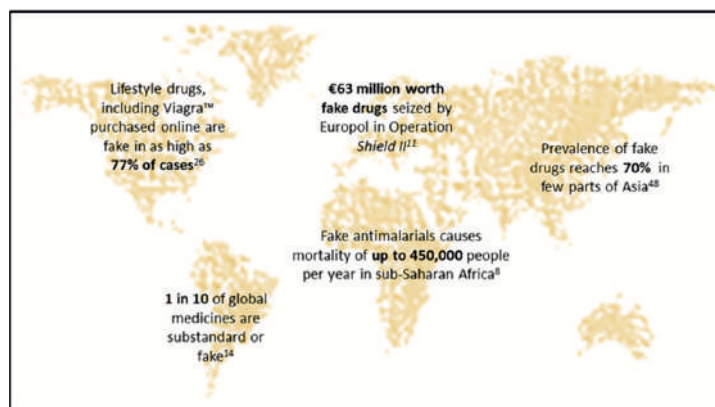 Lifestyle drugs,
including Viagra™
purchased online are
fake in as high as
77% of cases²⁶
€63 million worth
fake drugs seized by
Europol in Operation
Shield II¹¹
Prevalence of fake
drugs reaches 70% in
few parts of Asia⁴⁸
Fake antimalarials causes
mortality of up to 450,000 people
per year in sub-Saharan Africa⁸
1 in 10 of global
medicines are
substandard or
fake¹⁴